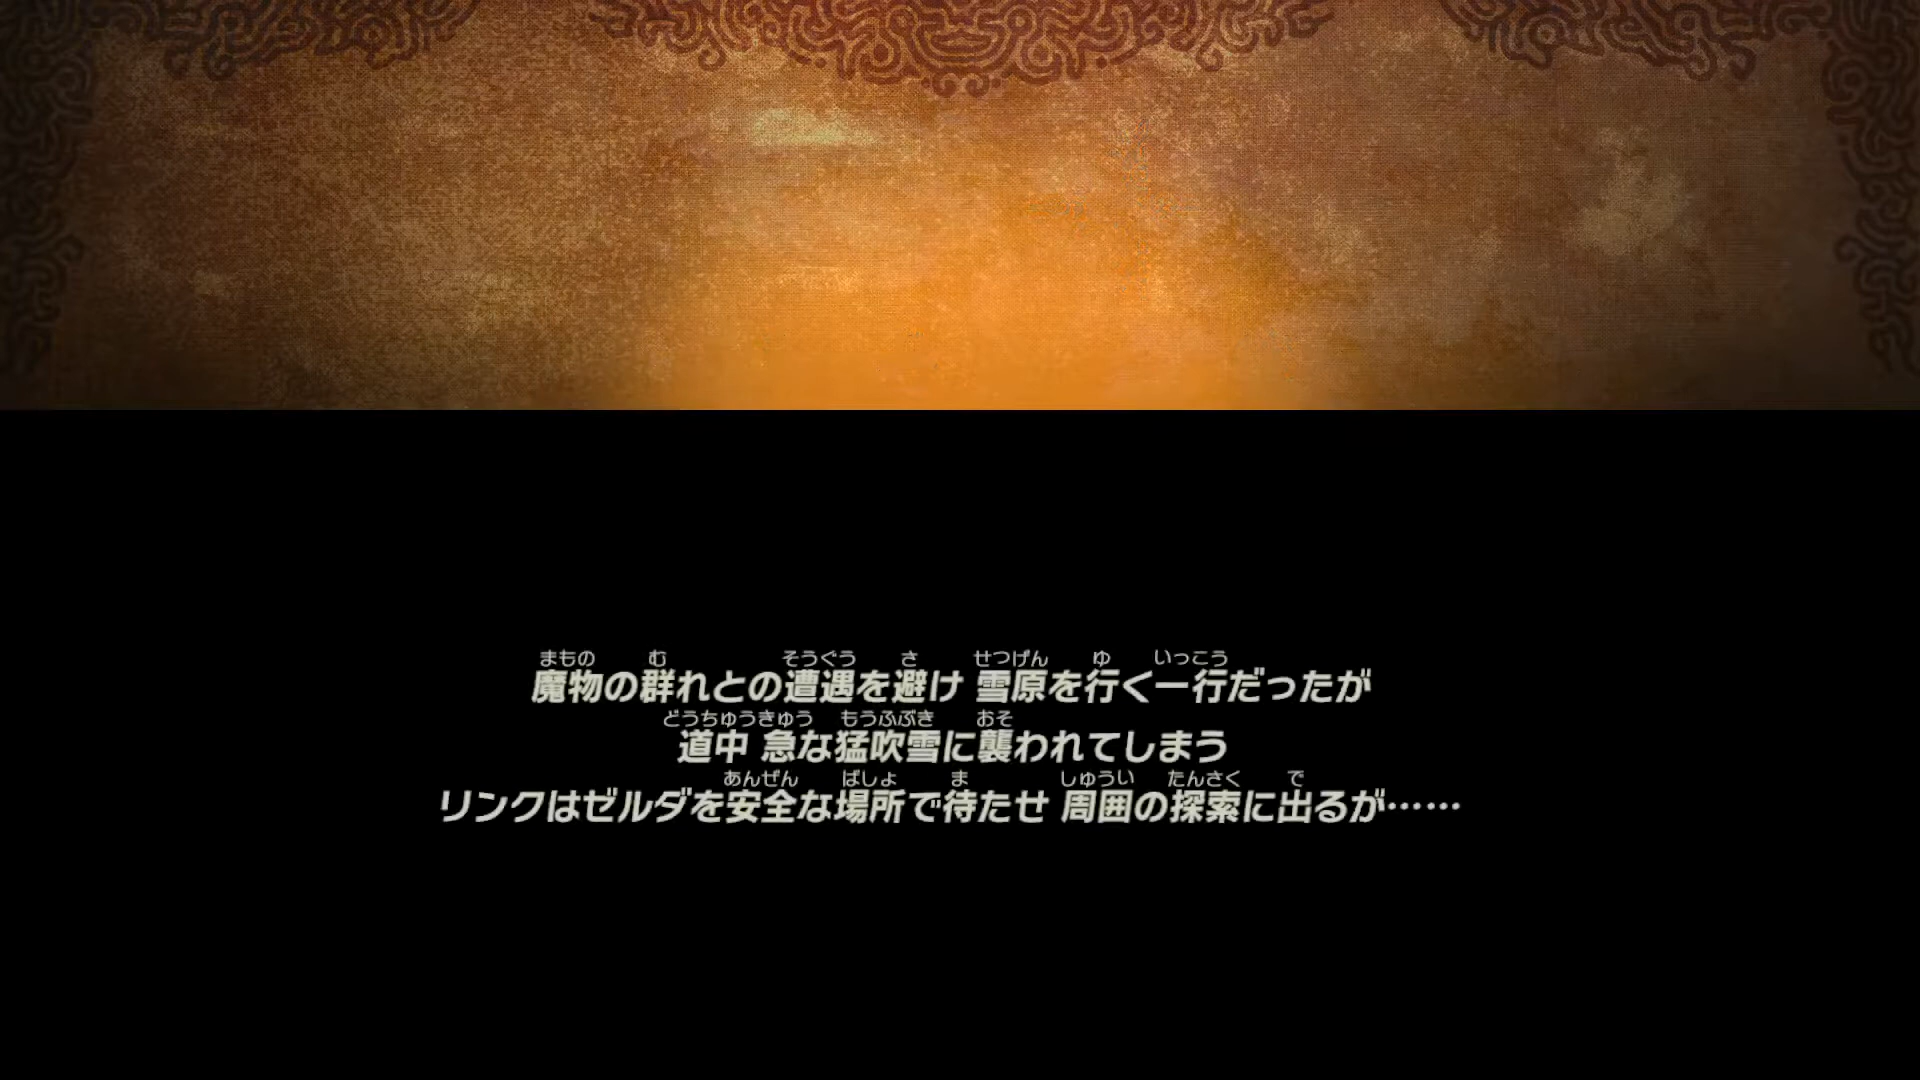 魔物の群れとの遭遇を避け 雪原を行く一行だったが
道中 急な猛吹雪に襲われてしまう
リンクはゼルダを安全な場所で待たせ 周囲の探索に出るが……